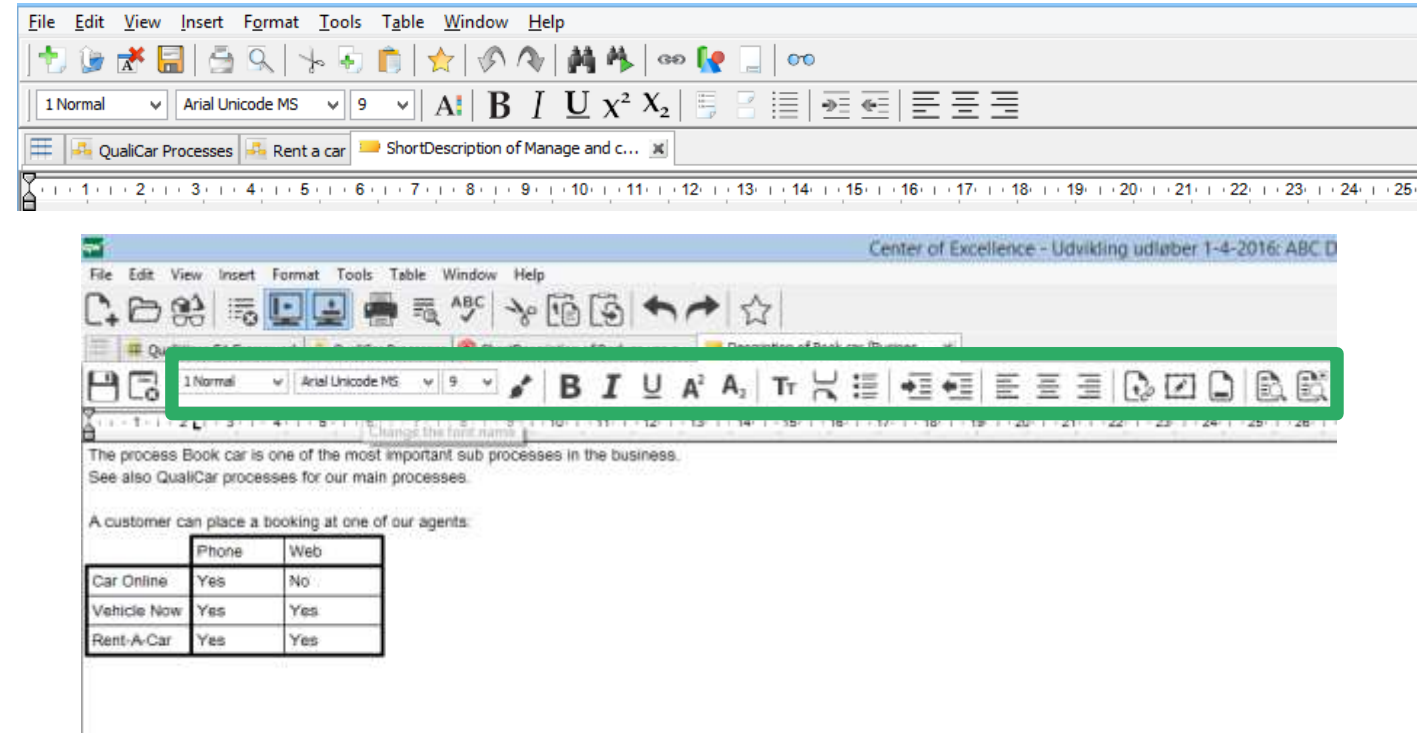 File Edit View Insert Format Tools Table Window Help
1 Normal Arial Unicode MS 9 A B I U X² X₂
QualiCar Processes Rent a car ShortDescription of Manage and c...
1 2 3 4 5 6 7 8 9 10 11 12 13 14 15 16 17 18 19 20 21 22 23 24 25
Center of Excellence - Udvikling udløber 1-4-2016: ABC D
File Edit View Insert Format Tools Table Window Help
ABC
1 Normal Arial Unicode MS 9 B I U A² A₂ TT
Change the font name
The process Book car is one of the most important sub processes in the business.
See also QualiCar processes for our main processes.
A customer can place a booking at one of our agents:
Phone Web
Car Online Yes No
Vehicle Now Yes Yes
Rent-A-Car Yes Yes